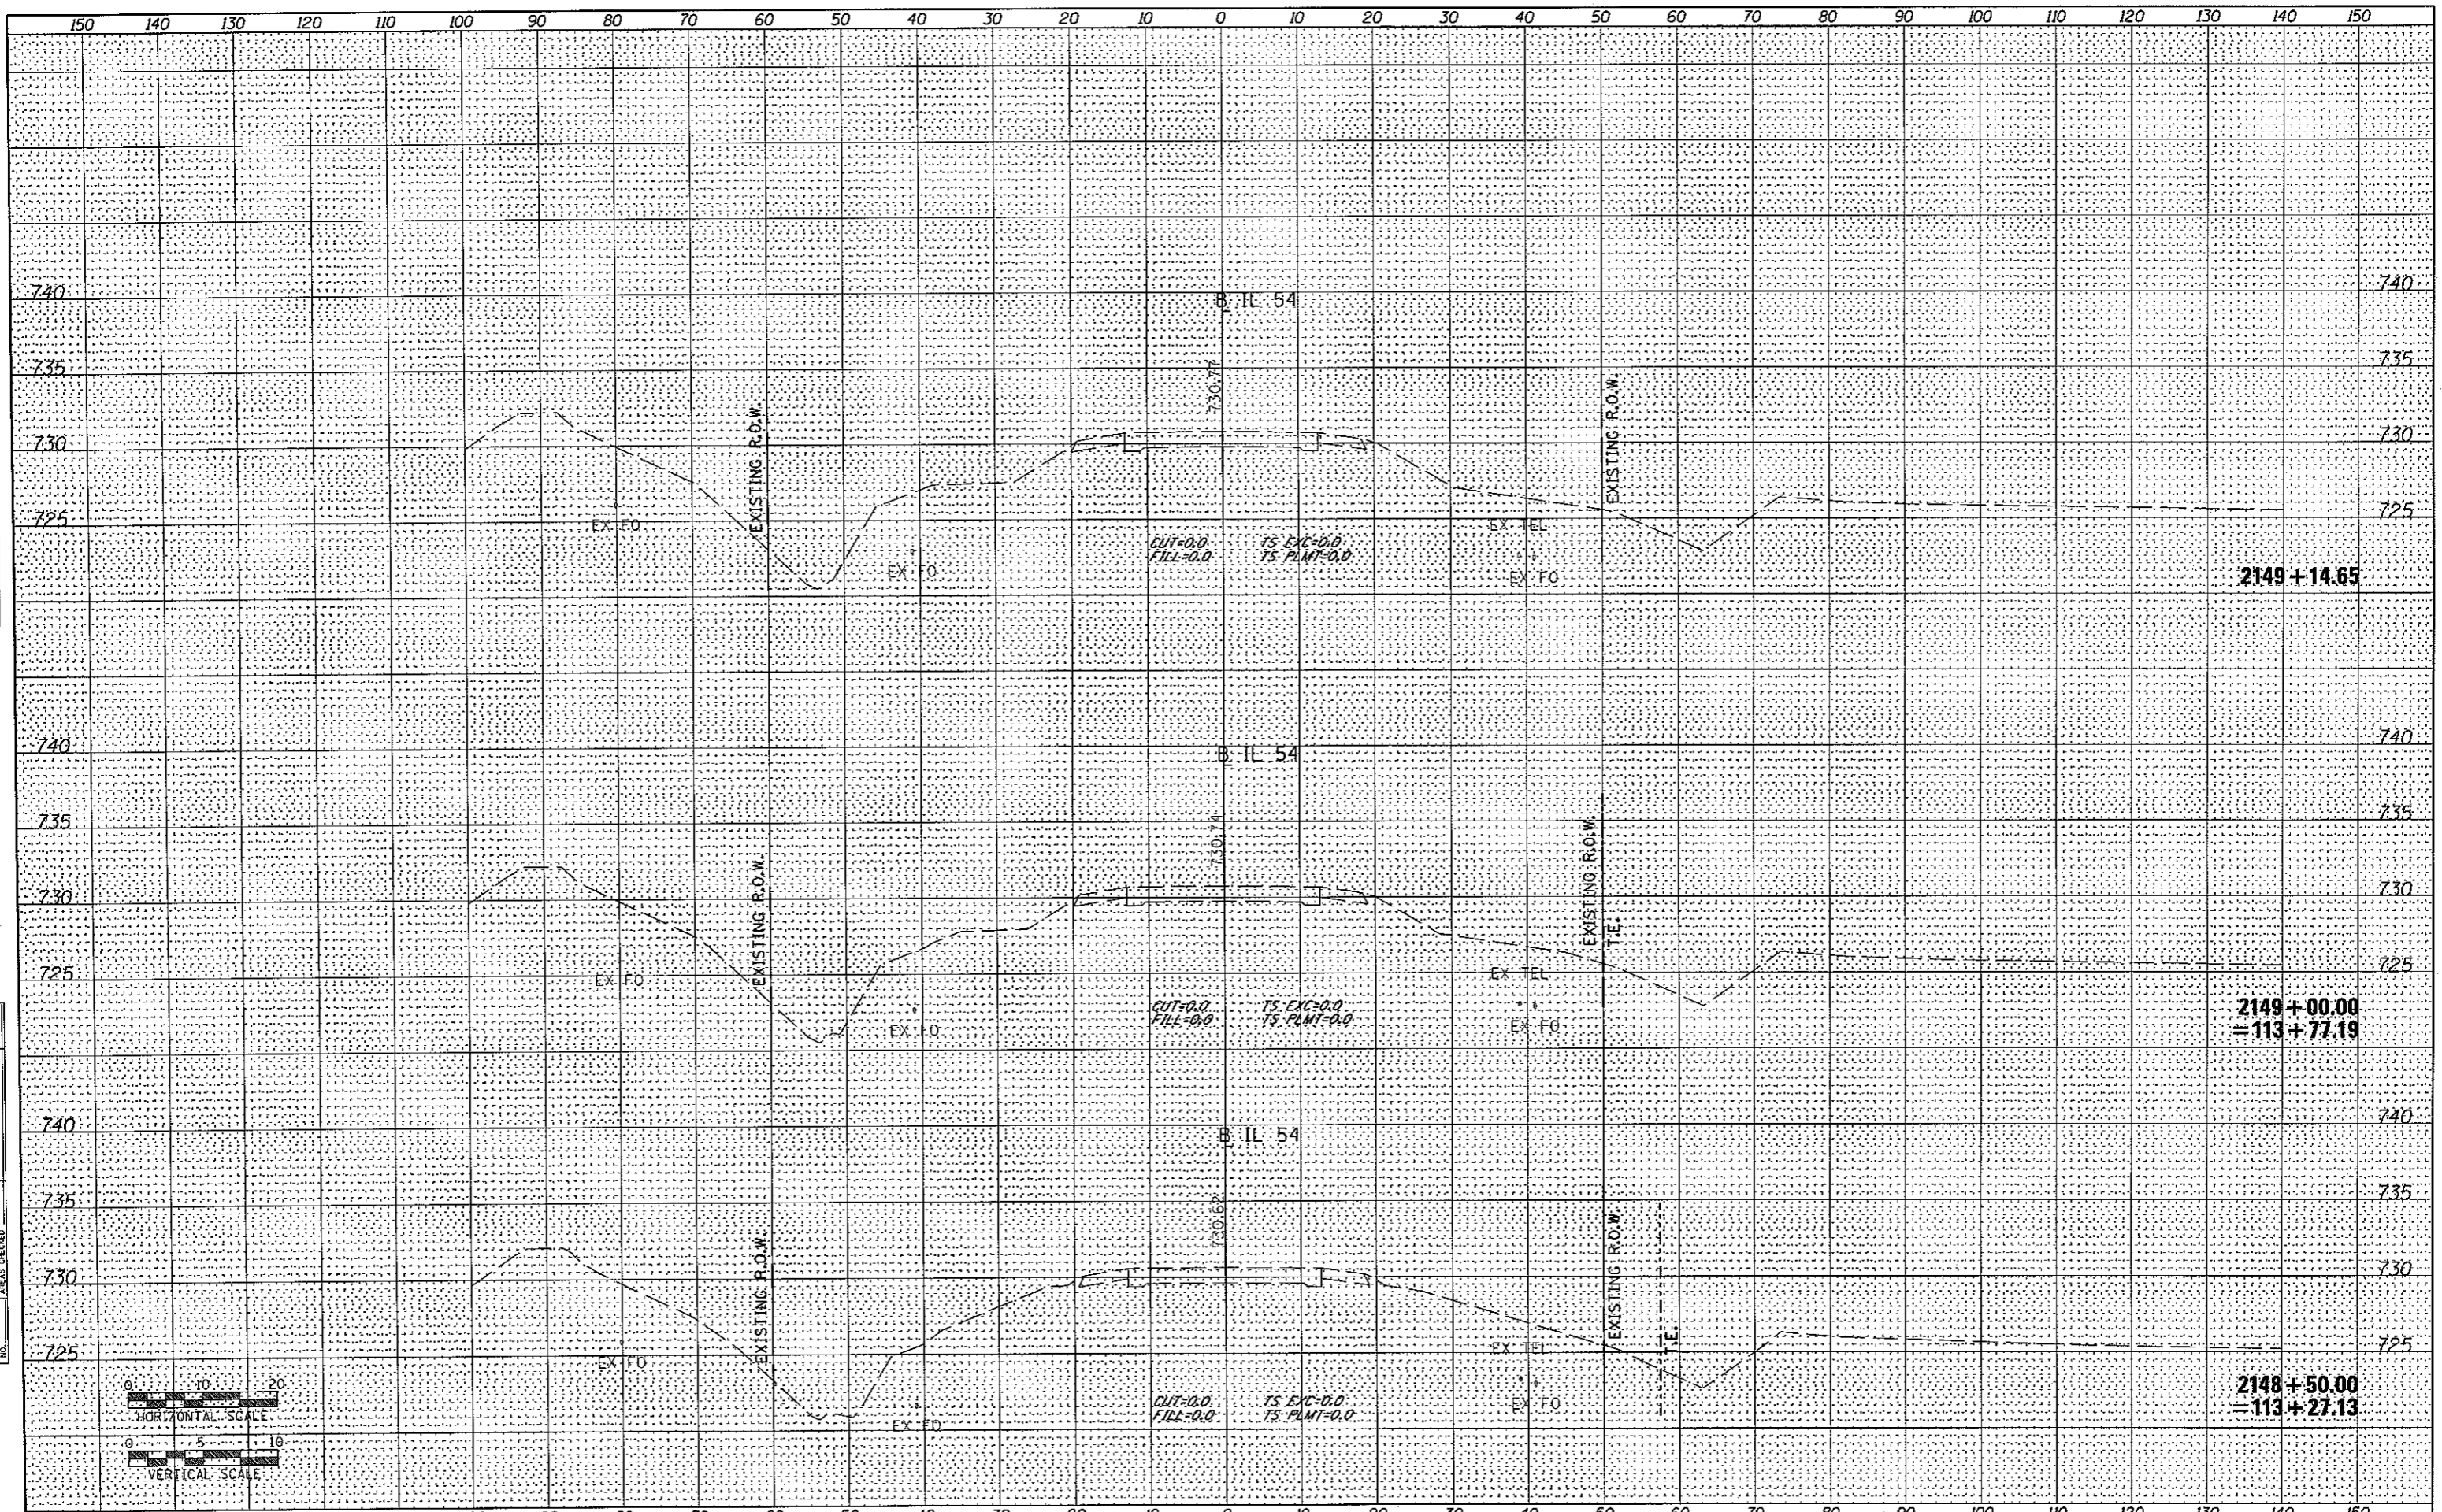 150 140 130 120 110 100 90 80 70 60 50 40 30 20 10 0 10 20 30 40 50 60 70 80 90 100 110 120 130 140 150
740 740
B IL 54
735 735
730.77
EXISTING R.O.W.
EXISTING R.O.W.
730 730
725 725
EX FO
EX TEL
CUT=0.0 TS EXC=0.0
FILL=0.0 TS PLMT=0.0
EX FO
EX FO
2149+14.65
740 740
B IL 54
735 735
730.74
EXISTING R.O.W.
EXISTING R.O.W.
T.E.
730 730
725 725
EX FO
EX TEL
CUT=0.0 TS EXC=0.0
FILL=0.0 TS PLMT=0.0
EX FO
EX FO
2149+00.00
=113+77.19
740 740
B IL 54
735 735
730.62
EXISTING R.O.W.
EXISTING R.O.W.
T.E.
730 730
725 725
EX FO
EX TEL
CUT=0.0 TS EXC=0.0
FILL=0.0 TS PLMT=0.0
EX FO
EX FO
2148+50.00
=113+27.13
0 10 20
HORIZONTAL SCALE
0 5 10
VERTICAL SCALE
NO.
AREAS CHECKED